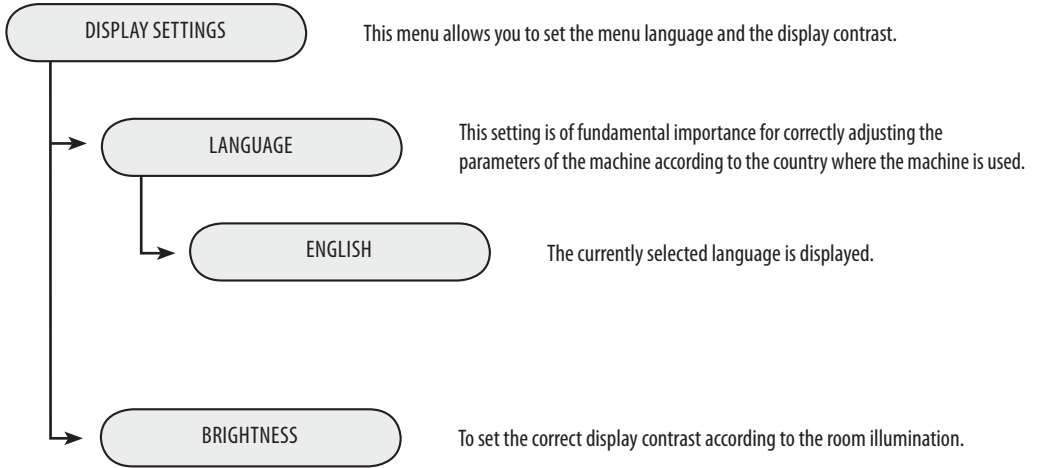 DISPLAY SETTINGS
This menu allows you to set the menu language and the display contrast.
LANGUAGE
This setting is of fundamental importance for correctly adjusting the
parameters of the machine according to the country where the machine is used.
ENGLISH
The currently selected language is displayed.
BRIGHTNESS
To set the correct display contrast according to the room illumination.